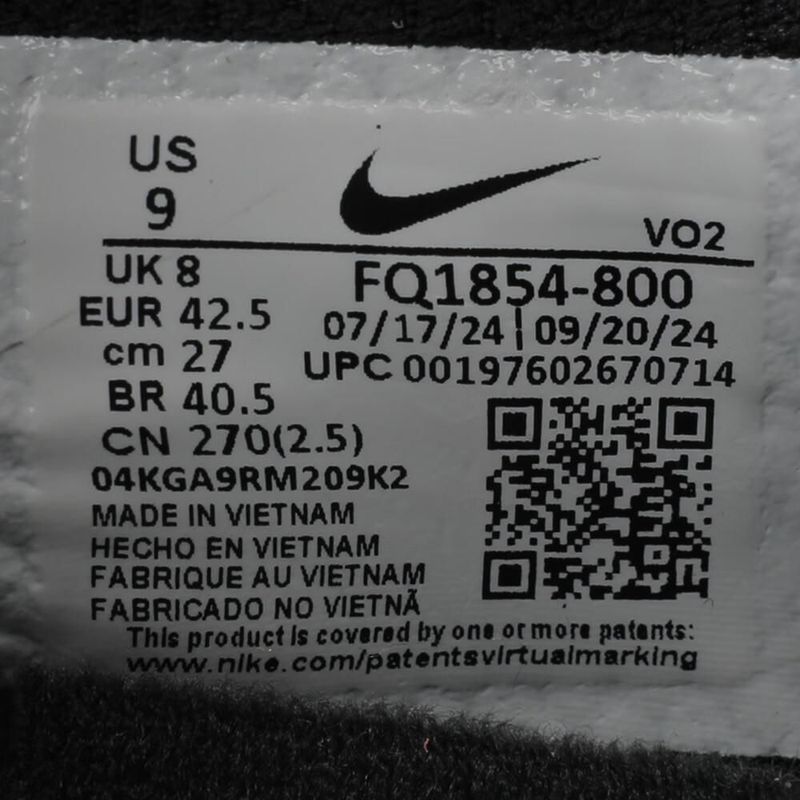 US
9
VO2
UK 8
FQ1854-800
EUR 42.5
07/17/24 | 09/20/24
cm 27
UPC 00197602670714
BR 40.5
CN 270(2.5)
04KGA9RM209K2
MADE IN VIETNAM
HECHO EN VIETNAM
FABRIQUE AU VIETNAM
FABRICADO NO VIETNÃ
This product is covered by one or more patents:
www.nike.com/patentsvirtualmarking